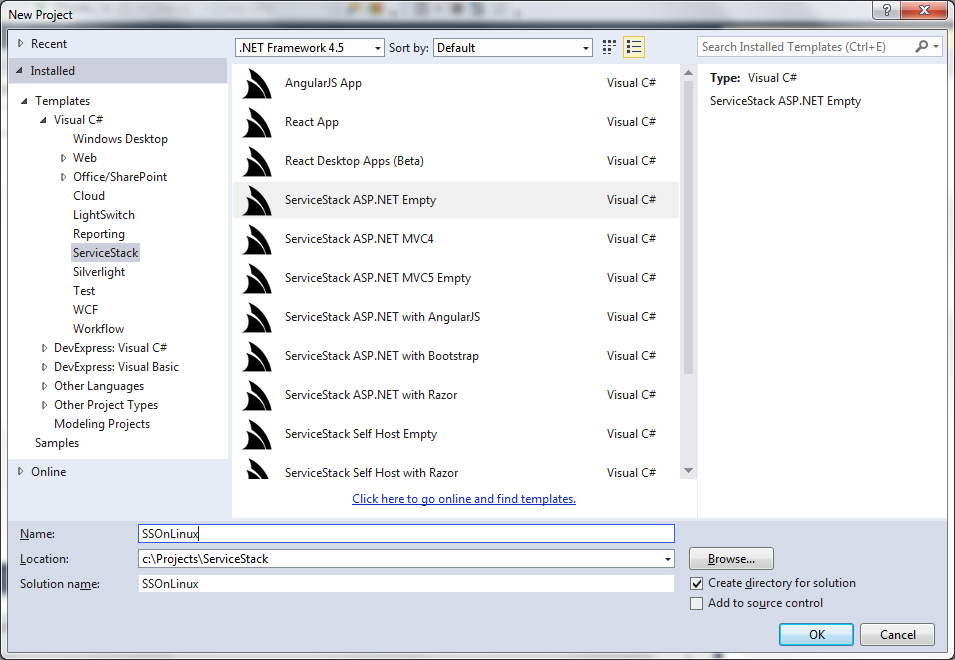 New Project
Recent
Installed
Templates
Visual C#
Windows Desktop
Web
Office/SharePoint
Cloud
LightSwitch
Reporting
ServiceStack
Silverlight
Test
WCF
Workflow
DevExpress: Visual C#
DevExpress: Visual Basic
Other Languages
Other Project Types
Modeling Projects
Samples
Online
.NET Framework 4.5 Sort by: Default
AngularJS App Visual C#
React App Visual C#
React Desktop Apps (Beta) Visual C#
ServiceStack ASP.NET Empty Visual C#
ServiceStack ASP.NET MVC4 Visual C#
ServiceStack ASP.NET MVC5 Empty Visual C#
ServiceStack ASP.NET with AngularJS Visual C#
ServiceStack ASP.NET with Bootstrap Visual C#
ServiceStack ASP.NET with Razor Visual C#
ServiceStack Self Host Empty Visual C#
ServiceStack Self Host with Razor Visual C#
Click here to go online and find templates.
Search Installed Templates (Ctrl+E)
Type: Visual C#
ServiceStack ASP.NET Empty
Name: SSOnLinux
Location: c:\Projects\ServiceStack Browse...
Solution name: SSOnLinux
Create directory for solution
Add to source control
OK Cancel